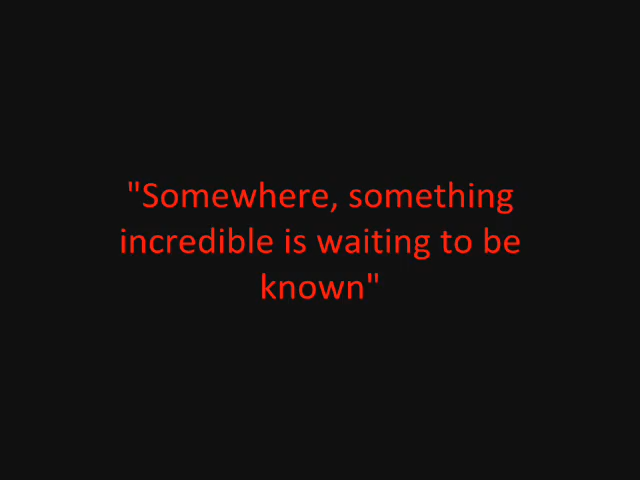 "Somewhere, something
incredible is waiting to be
known"